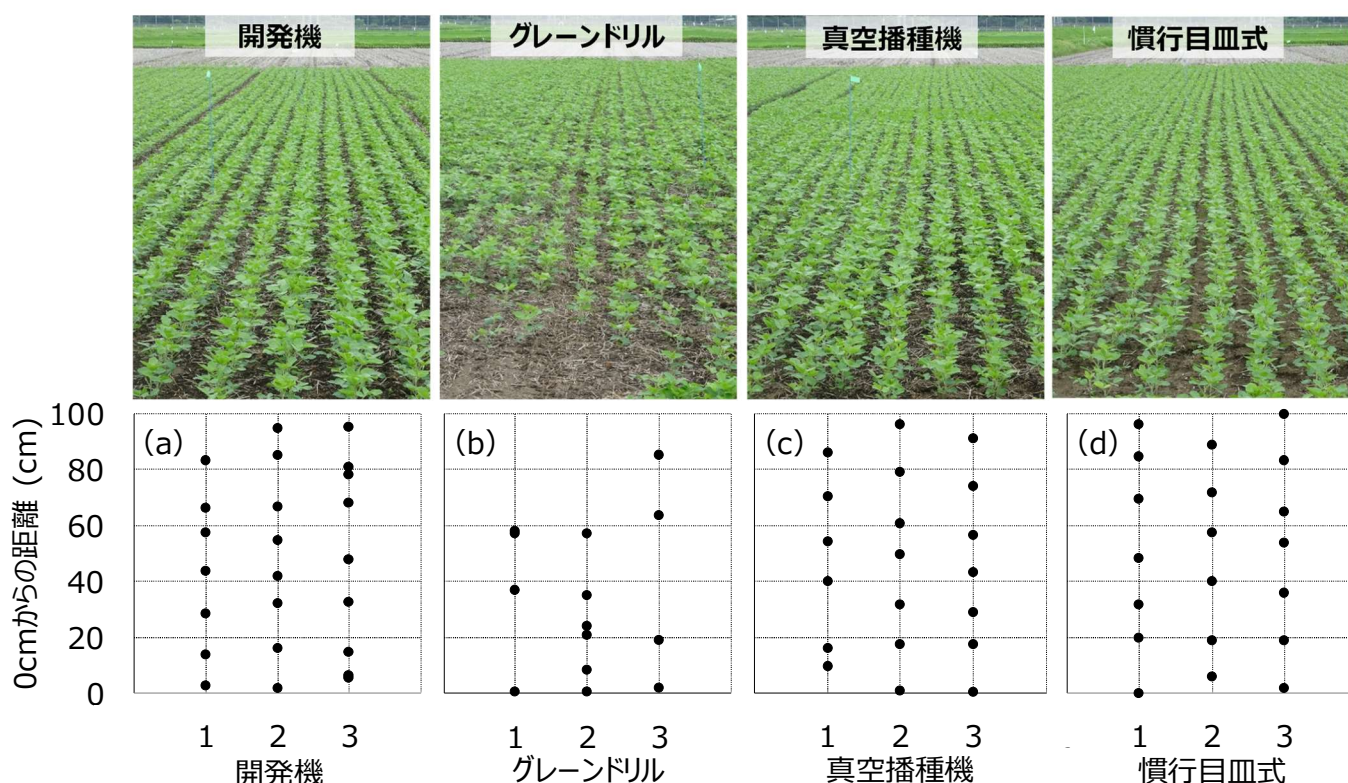 開発機
グレーンドリル
真空播種機
慣行目皿式
0cmからの距離 (cm)
100
80
60
40
20
0
(a)
(b)
(c)
(d)
1 2 3
1 2 3
1 2 3
1 2 3
開発機
グレーンドリル
真空播種機
慣行目皿式